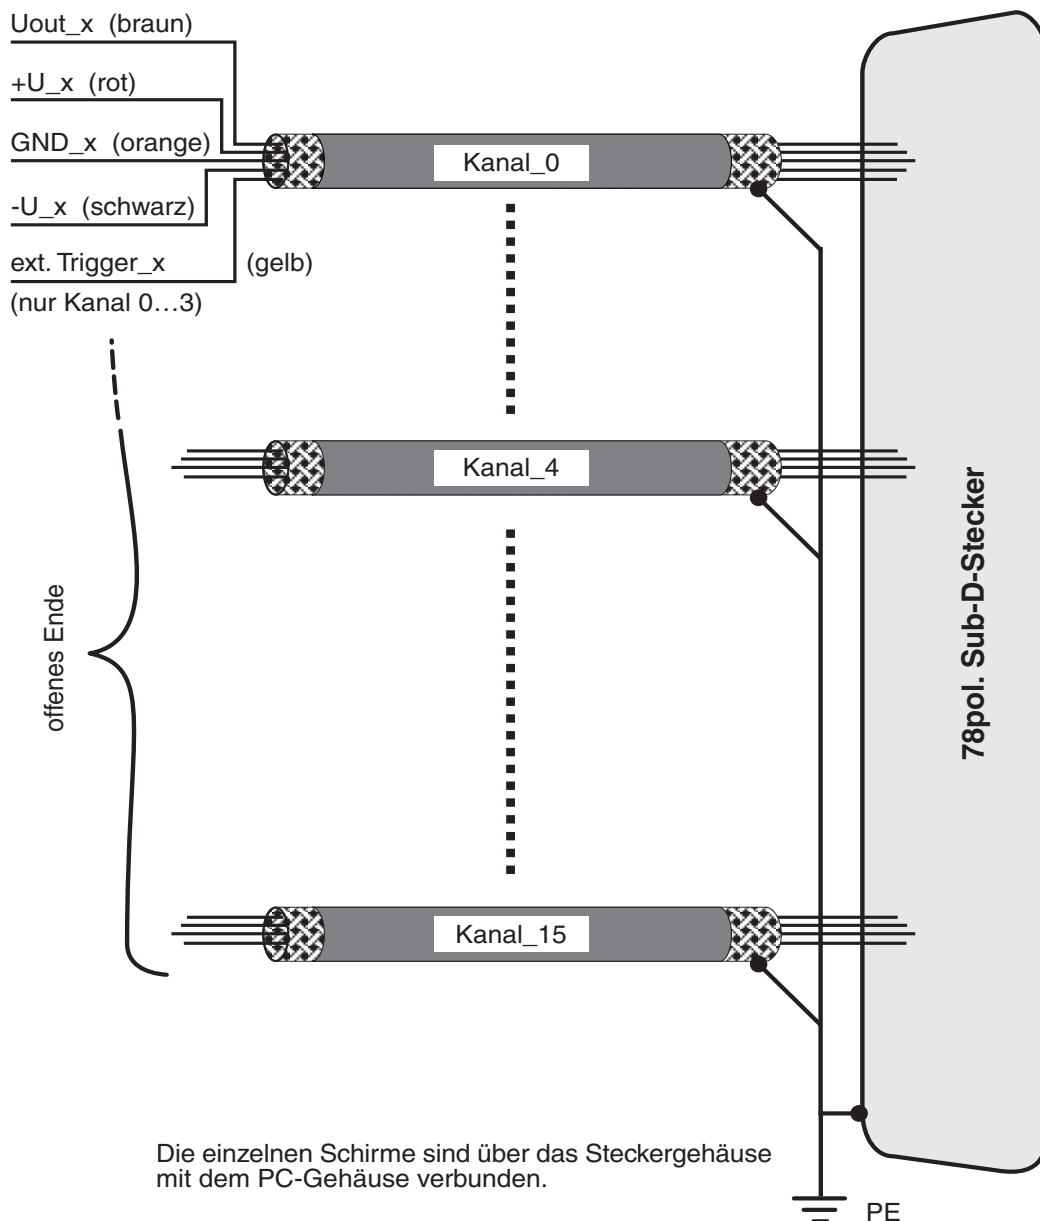 Uout_x (braun)
+U_x (rot)
GND_x (orange)
-U_x (schwarz)
ext. Trigger_x (gelb)
(nur Kanal 0…3)
Kanal_0
Kanal_4
Kanal_15
offenes Ende
78pol. Sub-D-Stecker
Die einzelnen Schirme sind über das Steckergehäuse
mit dem PC-Gehäuse verbunden.
PE